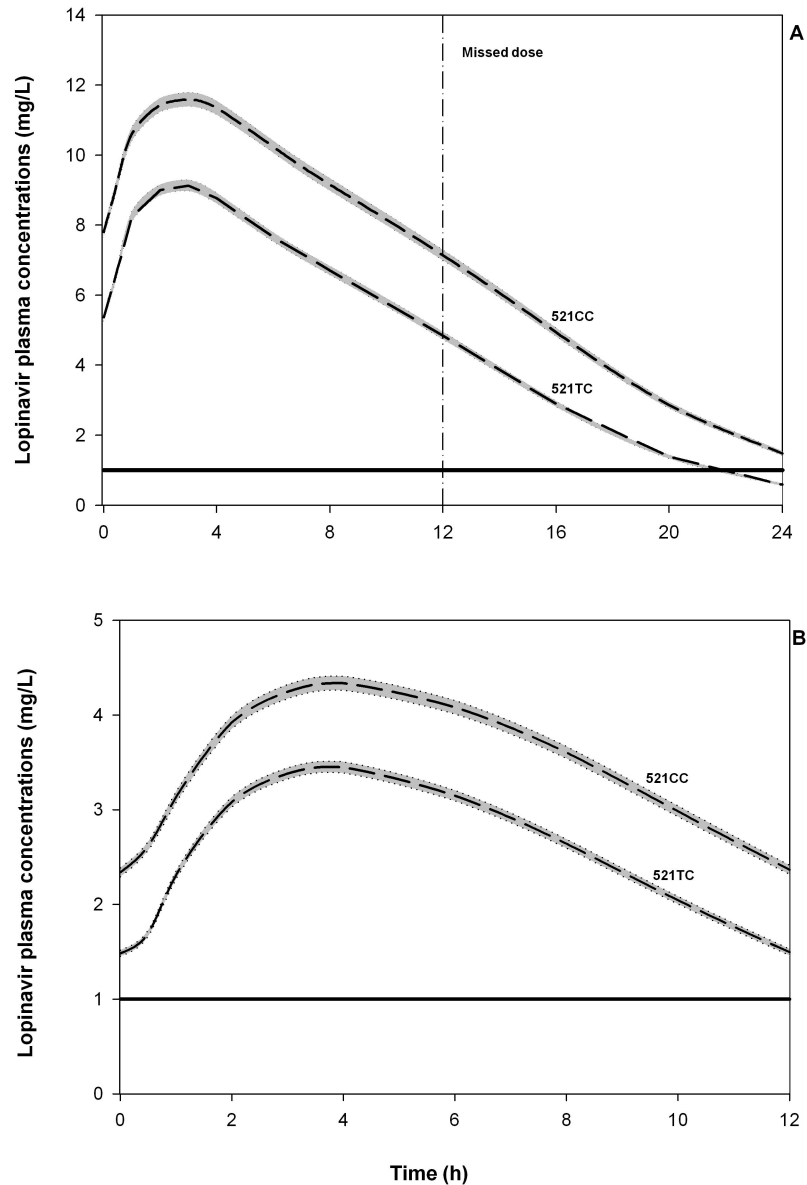 A
Missed dose
Lopinavir plasma concentrations (mg/L)
14
12
10
8
6
4
2
0
521CC
521TC
0 4 8 12 16 20 24
B
Lopinavir plasma concentrations (mg/L)
5
4
3
2
1
0
521CC
521TC
0 2 4 6 8 10 12
Time (h)